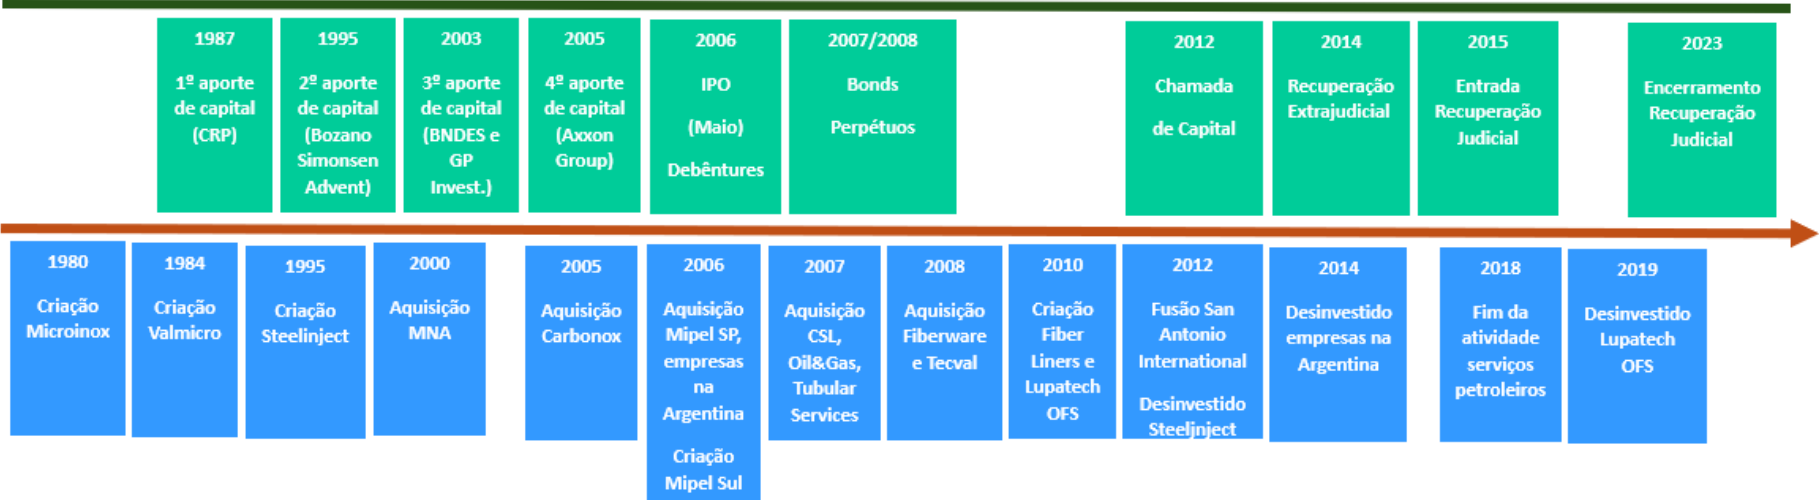 1987
1º aporte
de capital
(CRP)
1995
2º aporte
de capital
(Bozano
Simonsen
Advent)
2003
3º aporte
de capital
(BNDES e
GP
Invest.)
2005
4º aporte
de capital
(Axxon
Group)
2006
IPO
(Maio)
Debêntures
2007/2008
Bonds
Perpétuos
2012
Chamada
de Capital
2014
Recuperação
Extrajudicial
2015
Entrada
Recuperação
Judicial
2023
Encerramento
Recuperação
Judicial
1980
Criação
Microinox
1984
Criação
Valmicro
1995
Criação
Steelinject
2000
Aquisição
MNA
2005
Aquisição
Carbonox
2006
Aquisição
Mipel SP,
empresas
na
Argentina
Criação
Mipel Sul
2007
Aquisição
CSL,
Oil&Gas,
Tubular
Services
2008
Aquisição
Fiberware
e Tecval
2010
Criação
Fiber
Liners e
Lupatech
OFS
2012
Fusão San
Antonio
International
Desinvestido
Steeljnject
2014
Desinvestido
empresas na
Argentina
2018
Fim da
atividade
serviços
petroleiros
2019
Desinvestido
Lupatech
OFS